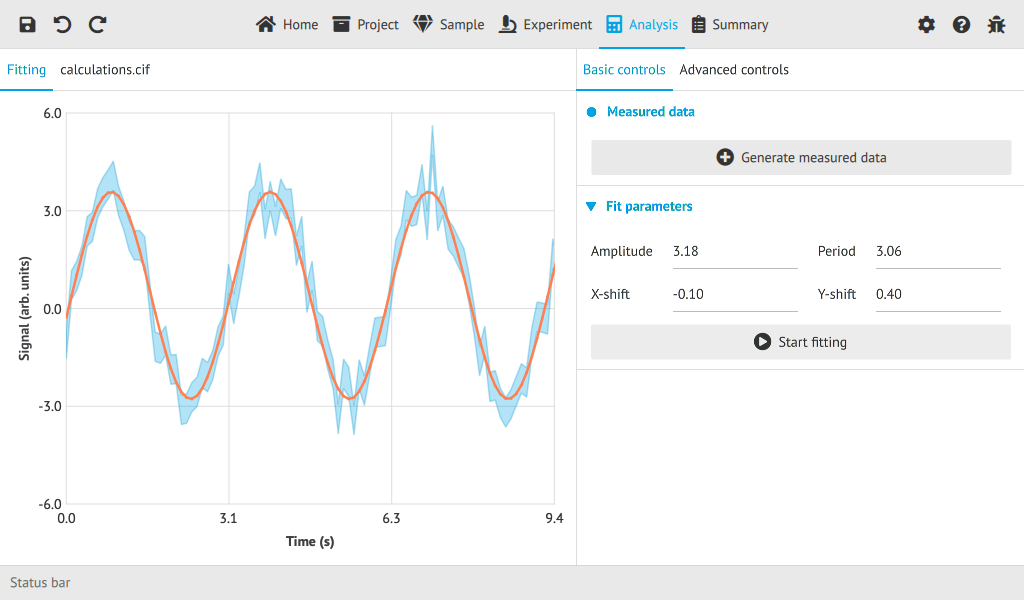 Home Project Sample Experiment Analysis Summary
Fitting calculations.cif
Basic controls Advanced controls
Measured data
Generate measured data
Fit parameters
Amplitude 3.18 Period 3.06
X-shift -0.10 Y-shift 0.40
Start fitting
6.0
3.0
0.0
-3.0
-6.0
Signal (arb. units)
0.0 3.1 6.3 9.4
Time (s)
Status bar